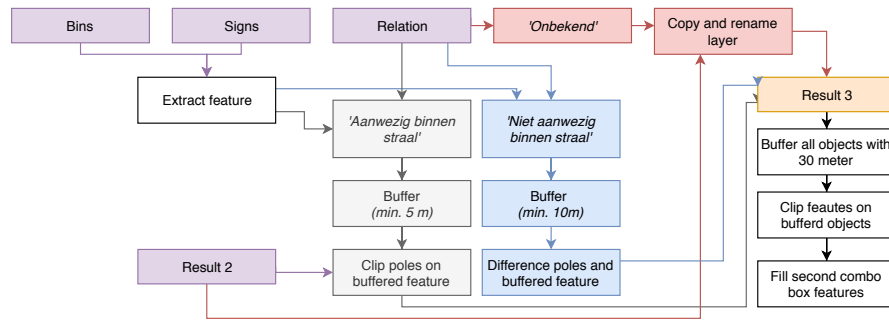 Bins
Signs
Relation
'Onbekend'
Copy and rename
layer
Extract feature
'Aanwezig binnen
straal'
'Niet aanwezig
binnen straal'
Result 3
Buffer all objects with
30 meter
Buffer
(min. 5 m)
Buffer
(min. 10m)
Clip feautes on
bufferd objects
Result 2
Clip poles on
buffered feature
Difference poles and
buffered feature
Fill second combo
box features